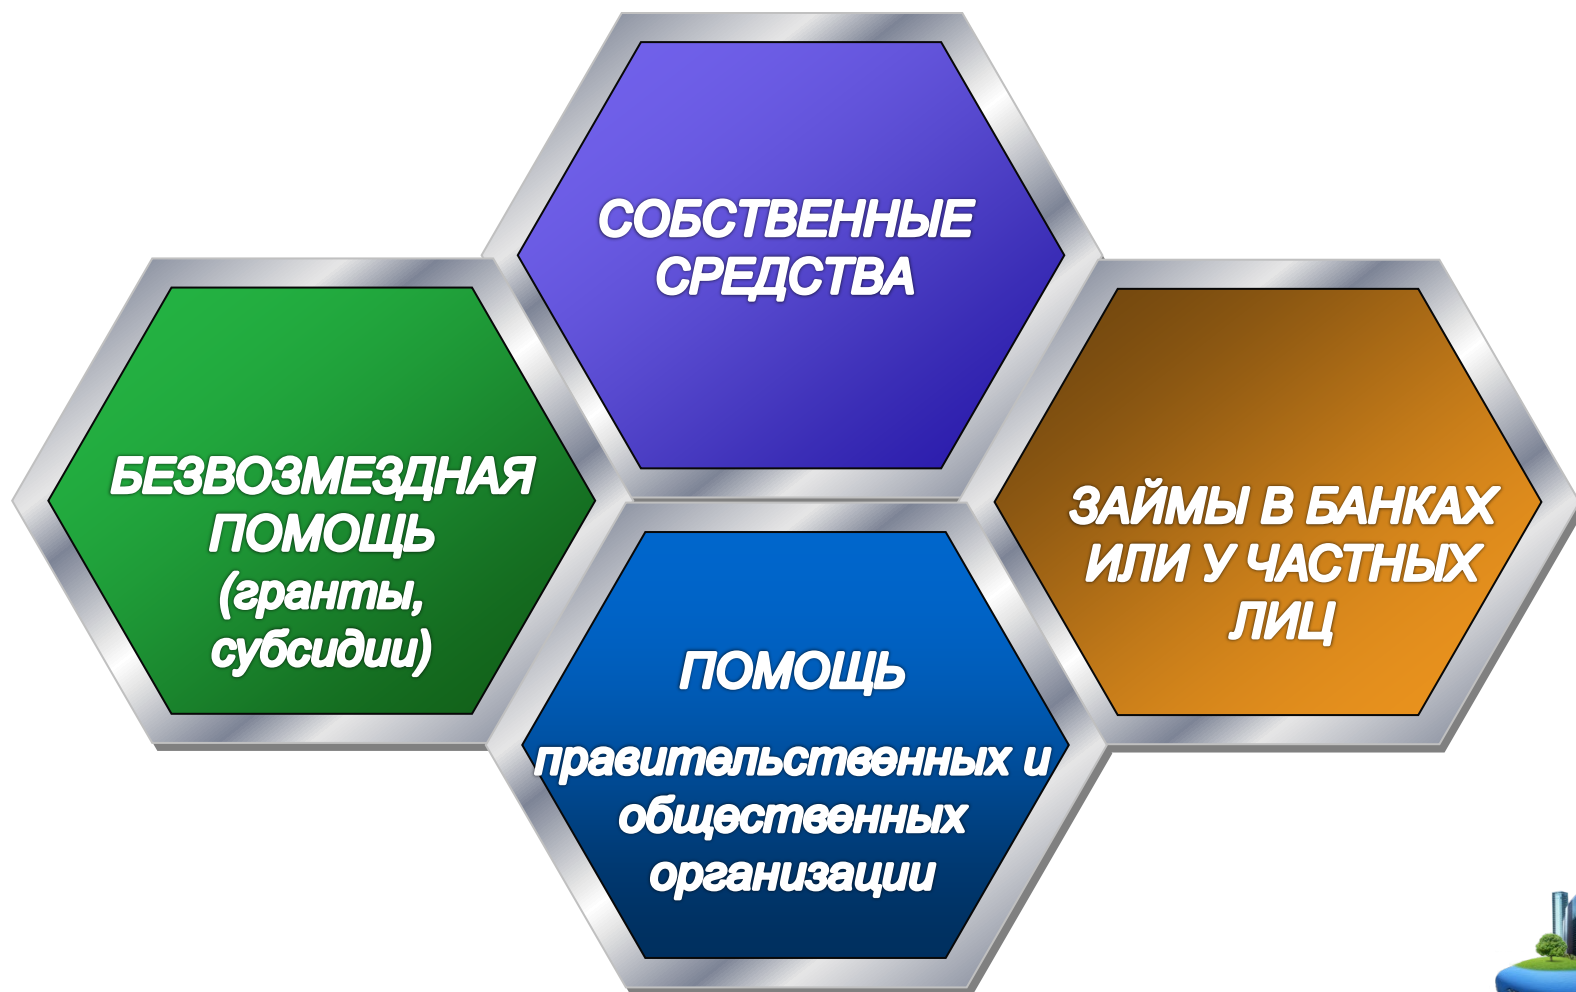 СОБСТВЕННЫЕ
СРЕДСТВА
БЕЗВОЗМЕЗДНАЯ
ПОМОЩЬ
(гранты,
субсидии)
ЗАЙМЫ В БАНКАХ
ИЛИ У ЧАСТНЫХ
ЛИЦ
ПОМОЩЬ
правительственных и
общественных
организации